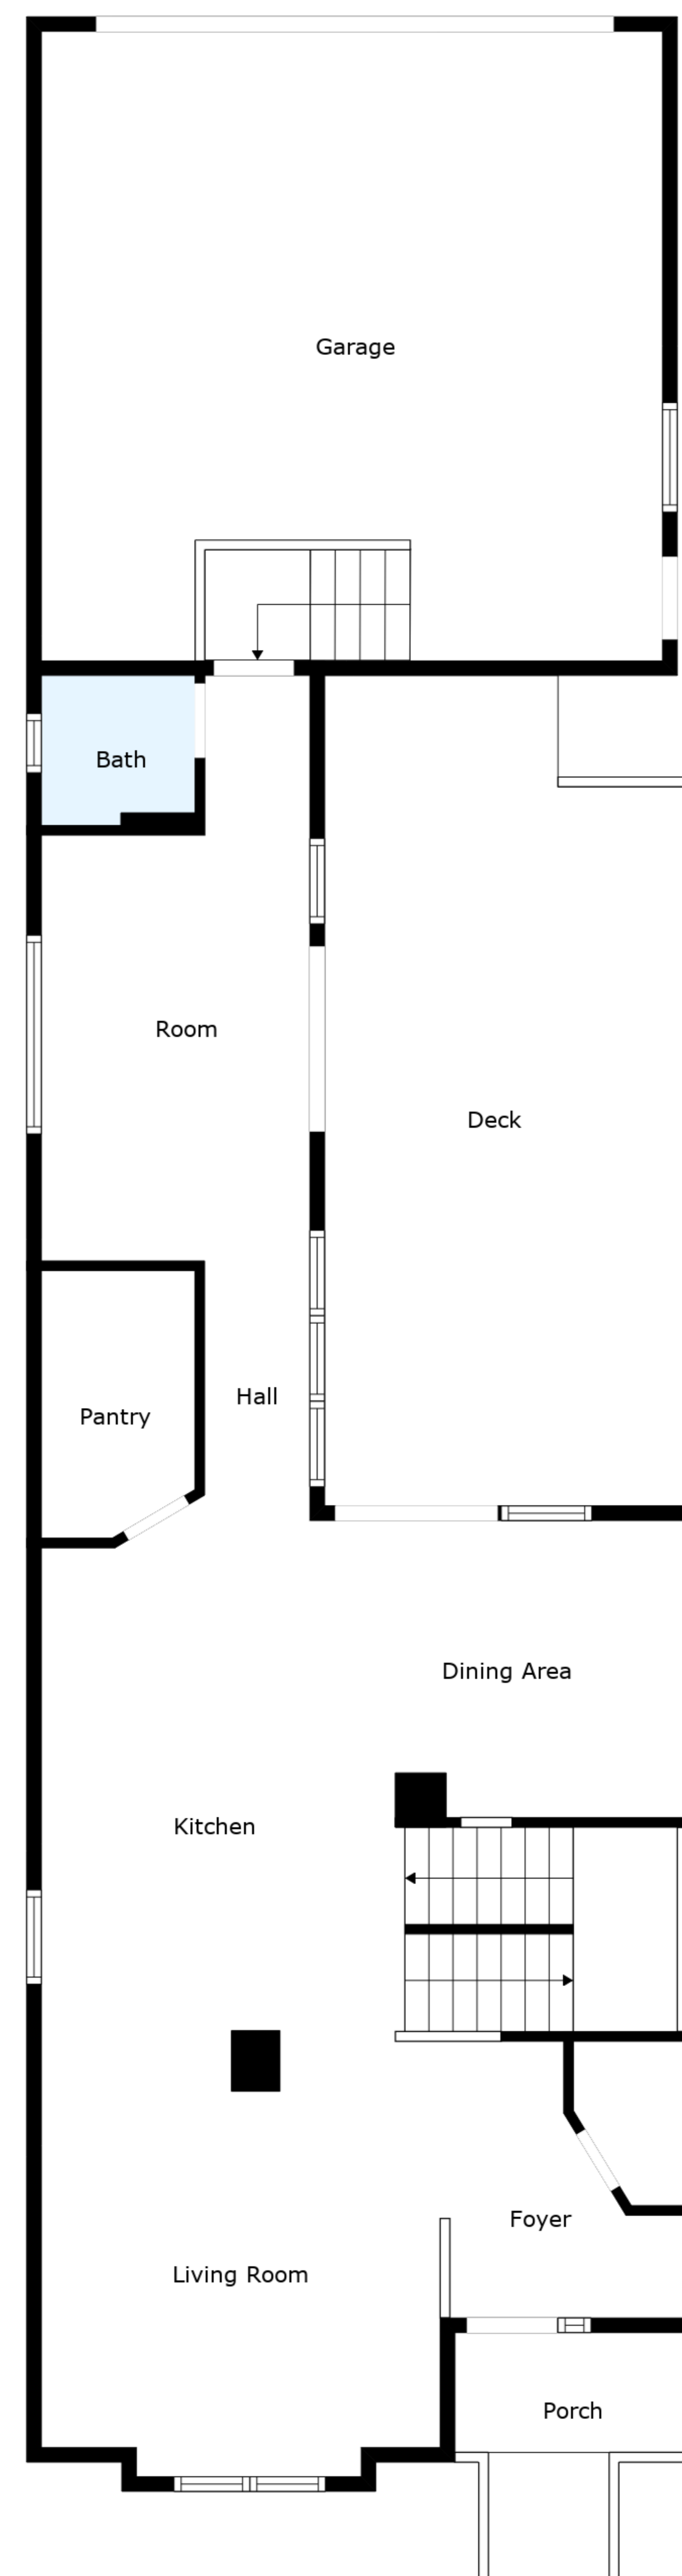 Garage
Bath
Room
Deck
Hall
Pantry
Dining Area
Kitchen
Foyer
Living Room
Porch